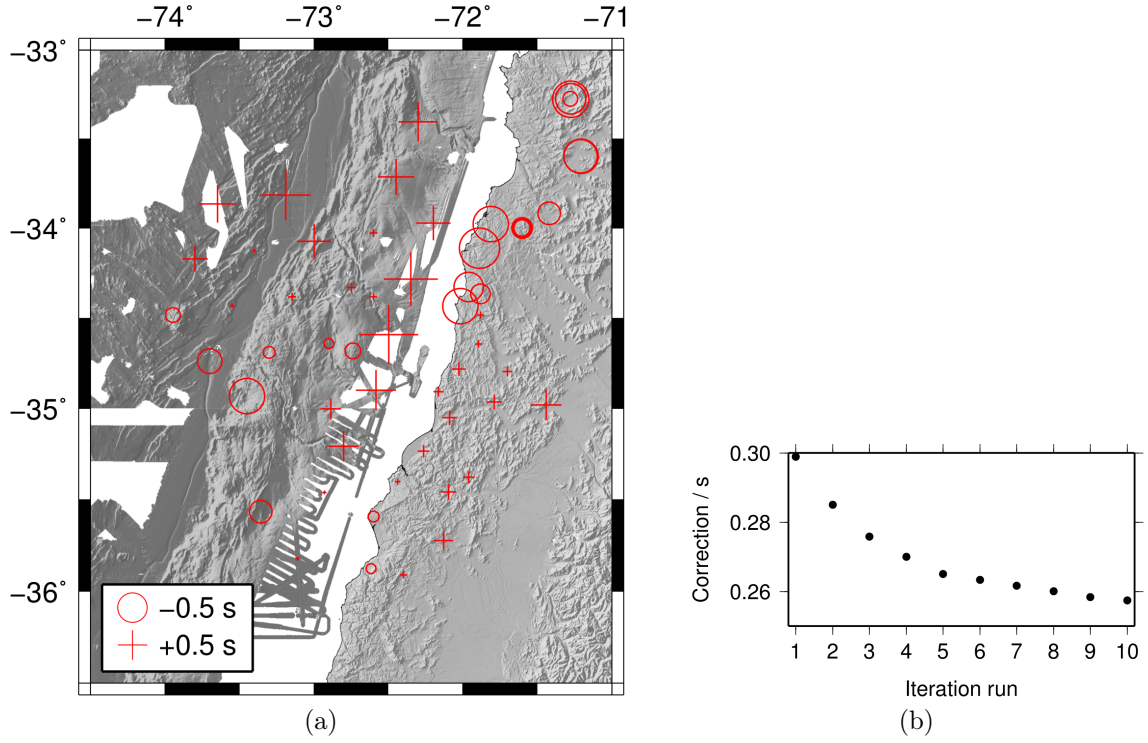 −74˚ −73˚ −72˚ −71
−33˚
−34˚
−35˚
−36˚
−0.5 s
+0.5 s
(a)
0.30
0.28
0.26
Correction / s
1 2 3 4 5 6 7 8 9 10
Iteration run
(b)